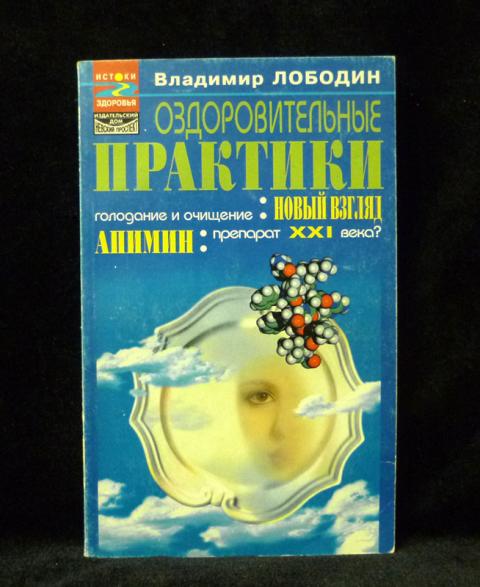 ИСТОКИ
ЗДОРОВЬЯ
ИЗДАТЕЛЬСКИЙ
ДОМ
НЕВСКИЙ ПРОСПЕКТ
Владимир ЛОБОДИН
ОЗДОРОВИТЕЛЬНЫЕ
ПРАКТИКИ
голодание и очищение : НОВЫЙ ВЗГЛЯД
АПИМИН : препарат XXI века?